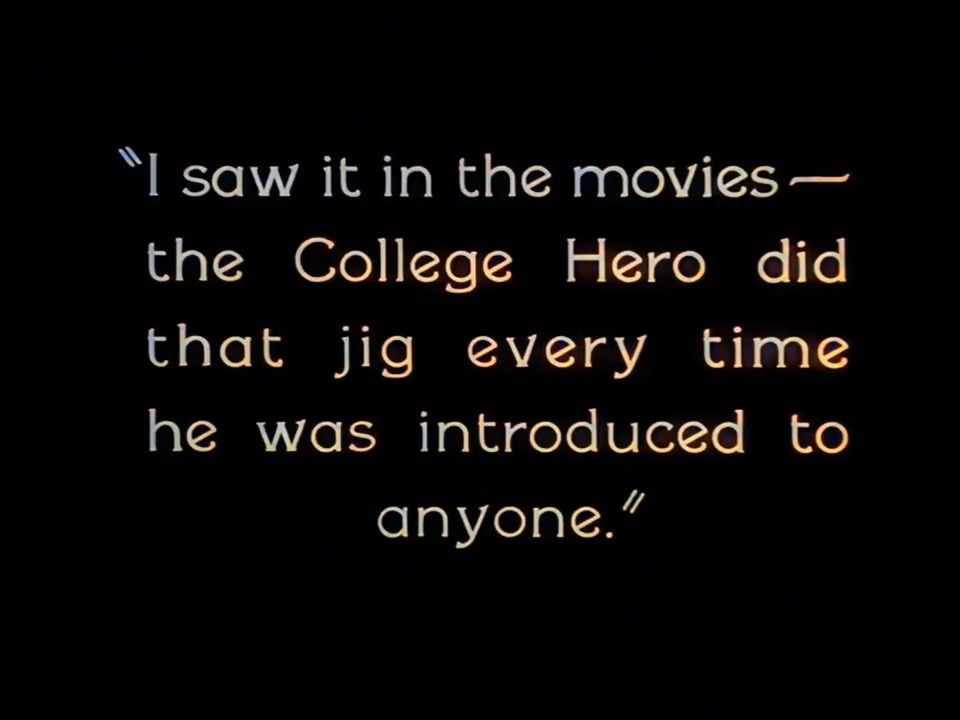 "I saw it in the movies—
the College Hero did
that jig every time
he was introduced to
anyone."